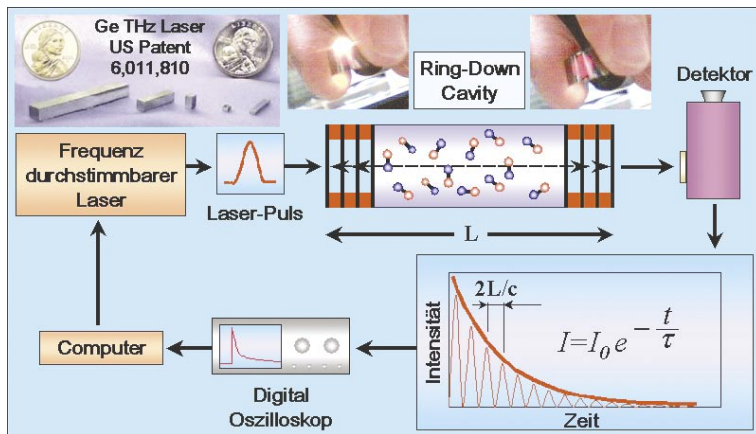 Ge THz Laser
US Patent
6,011,810
Ring-Down
Cavity
Detektor
Frequenz
durchstimmbarer
Laser
Laser-Puls
L
2L/c
Intensität
I=I₀e^(-t/τ)
Zeit
Computer
Digital
Oszilloskop